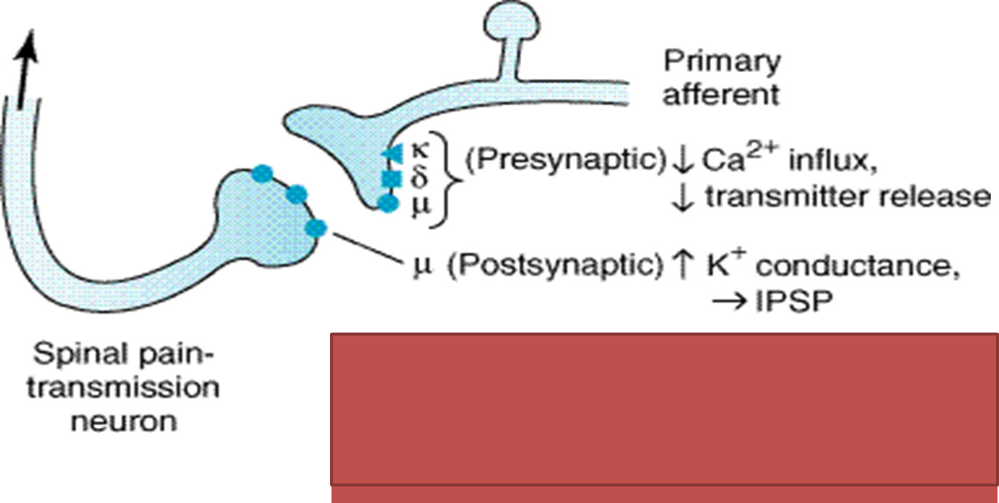 Primary
afferent
κ
δ
μ
(Presynaptic) ↓ Ca²⁺ influx,
↓ transmitter release
μ (Postsynaptic) ↑ K⁺ conductance,
→ IPSP
Spinal pain-
transmission
neuron